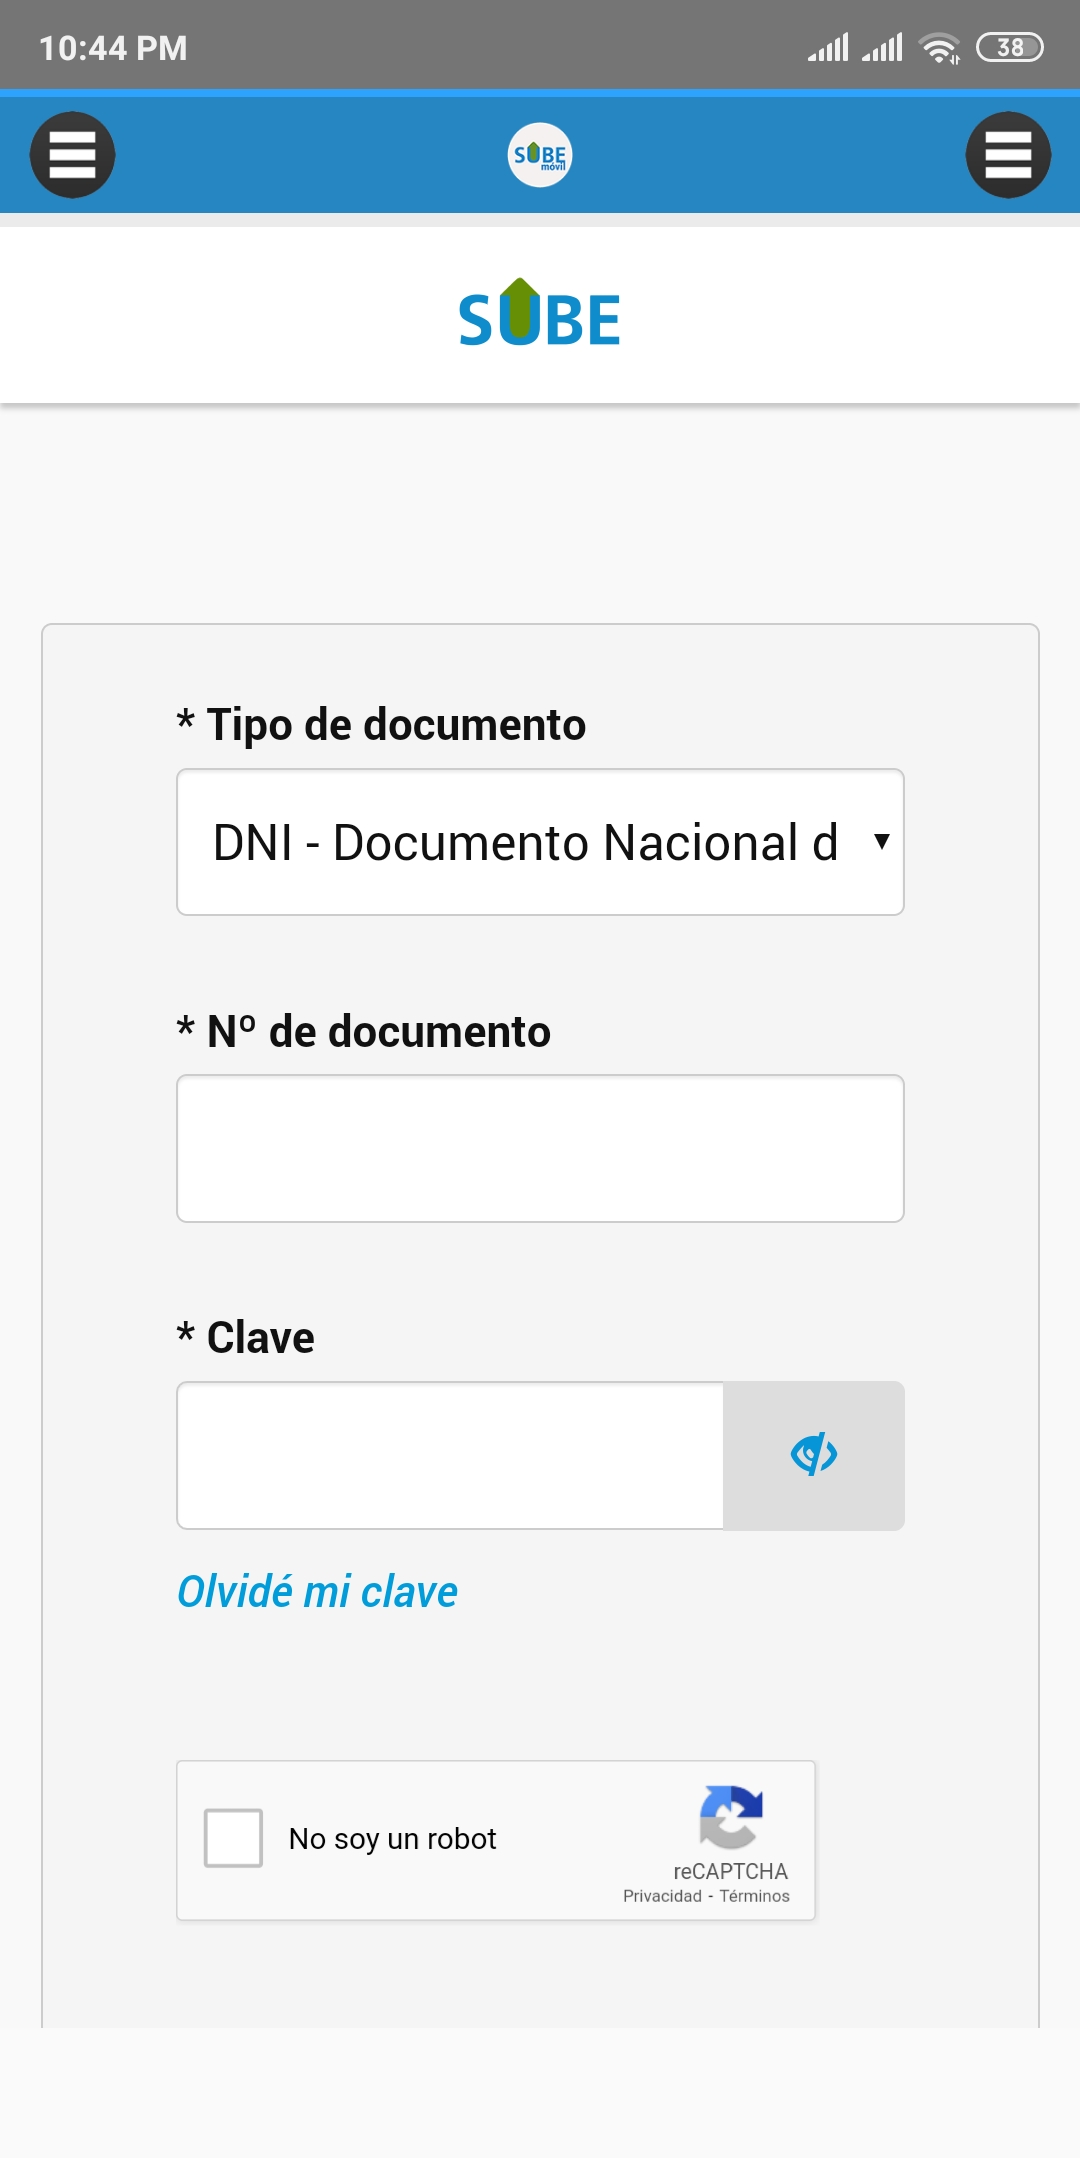 10:44 PM
38
SUBE
móvil
SUBE
* Tipo de documento
DNI - Documento Nacional d
* Nº de documento
* Clave
Olvidé mi clave
No soy un robot
reCAPTCHA
Privacidad - Términos